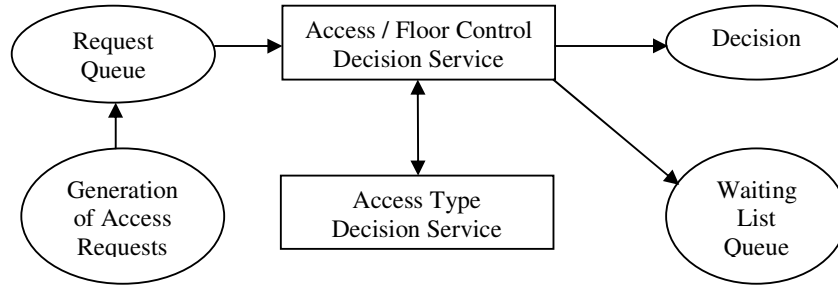 Request
Queue
Access / Floor Control
Decision Service
Decision
Generation
of Access
Requests
Access Type
Decision Service
Waiting
List
Queue